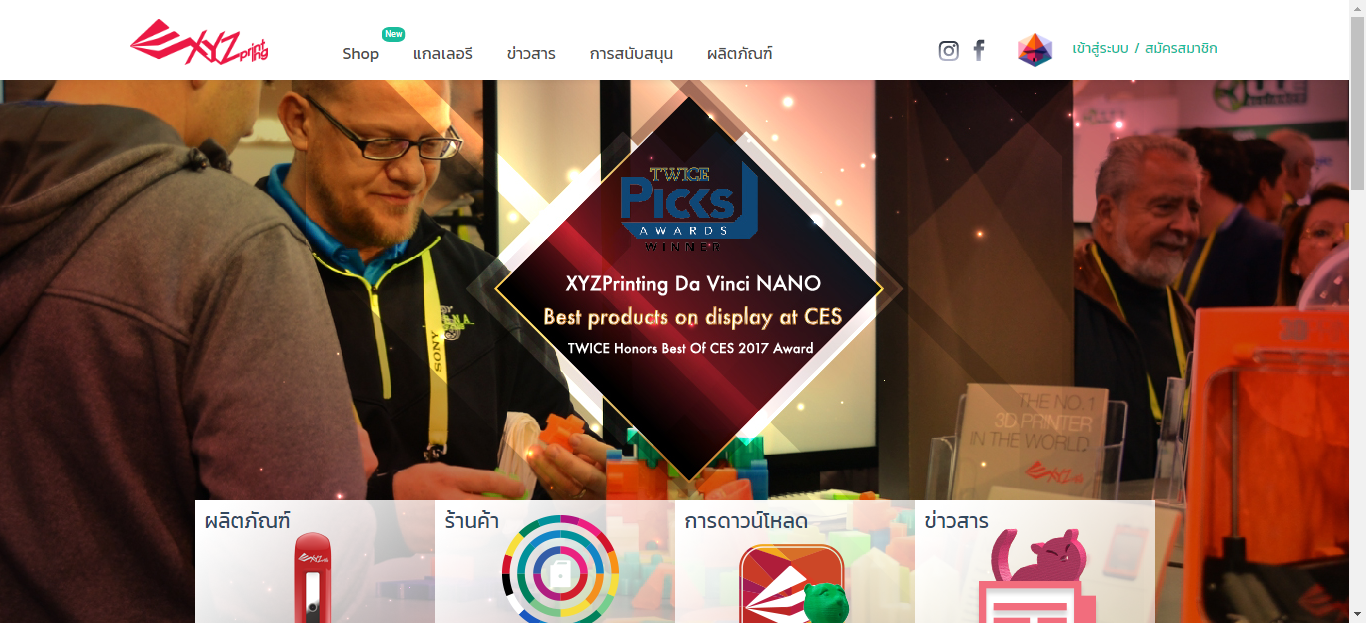 XYZprinting
Shop
New
แกลเลอรี
ข่าวสาร
การสนับสนุน
ผลิตภัณฑ์
เข้าสู่ระบบ / สมัครสมาชิก
TWICE
Picks
AWARDS
WINNER
XYZPrinting Da Vinci NANO
Best products on display at CES
TWICE Honors Best Of CES 2017 Award
SONY
THE NO.1
3D PRINTER
IN THE WORLD
ผลิตภัณฑ์
ร้านค้า
การดาวน์โหลด
ข่าวสาร